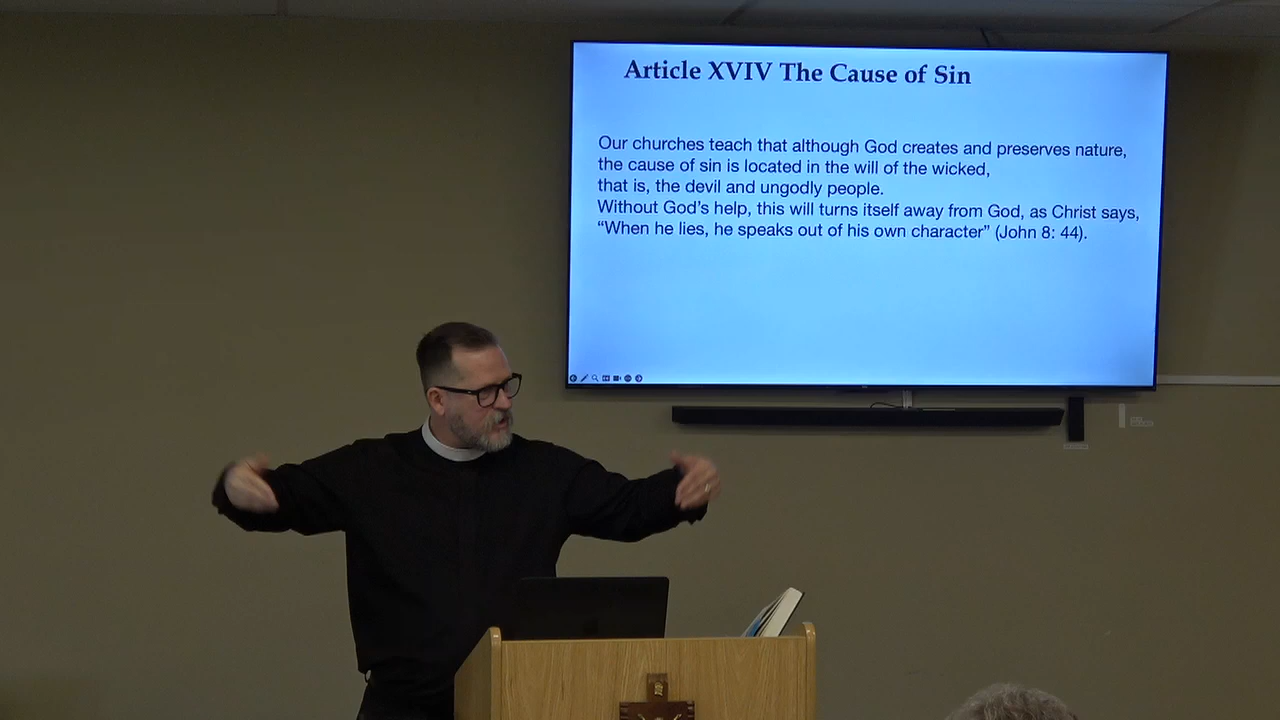 Article XVIV The Cause of Sin
Our churches teach that although God creates and preserves nature,
the cause of sin is located in the will of the wicked,
that is, the devil and ungodly people.
Without God’s help, this will turns itself away from God, as Christ says,
“When he lies, he speaks out of his own character” (John 8: 44).